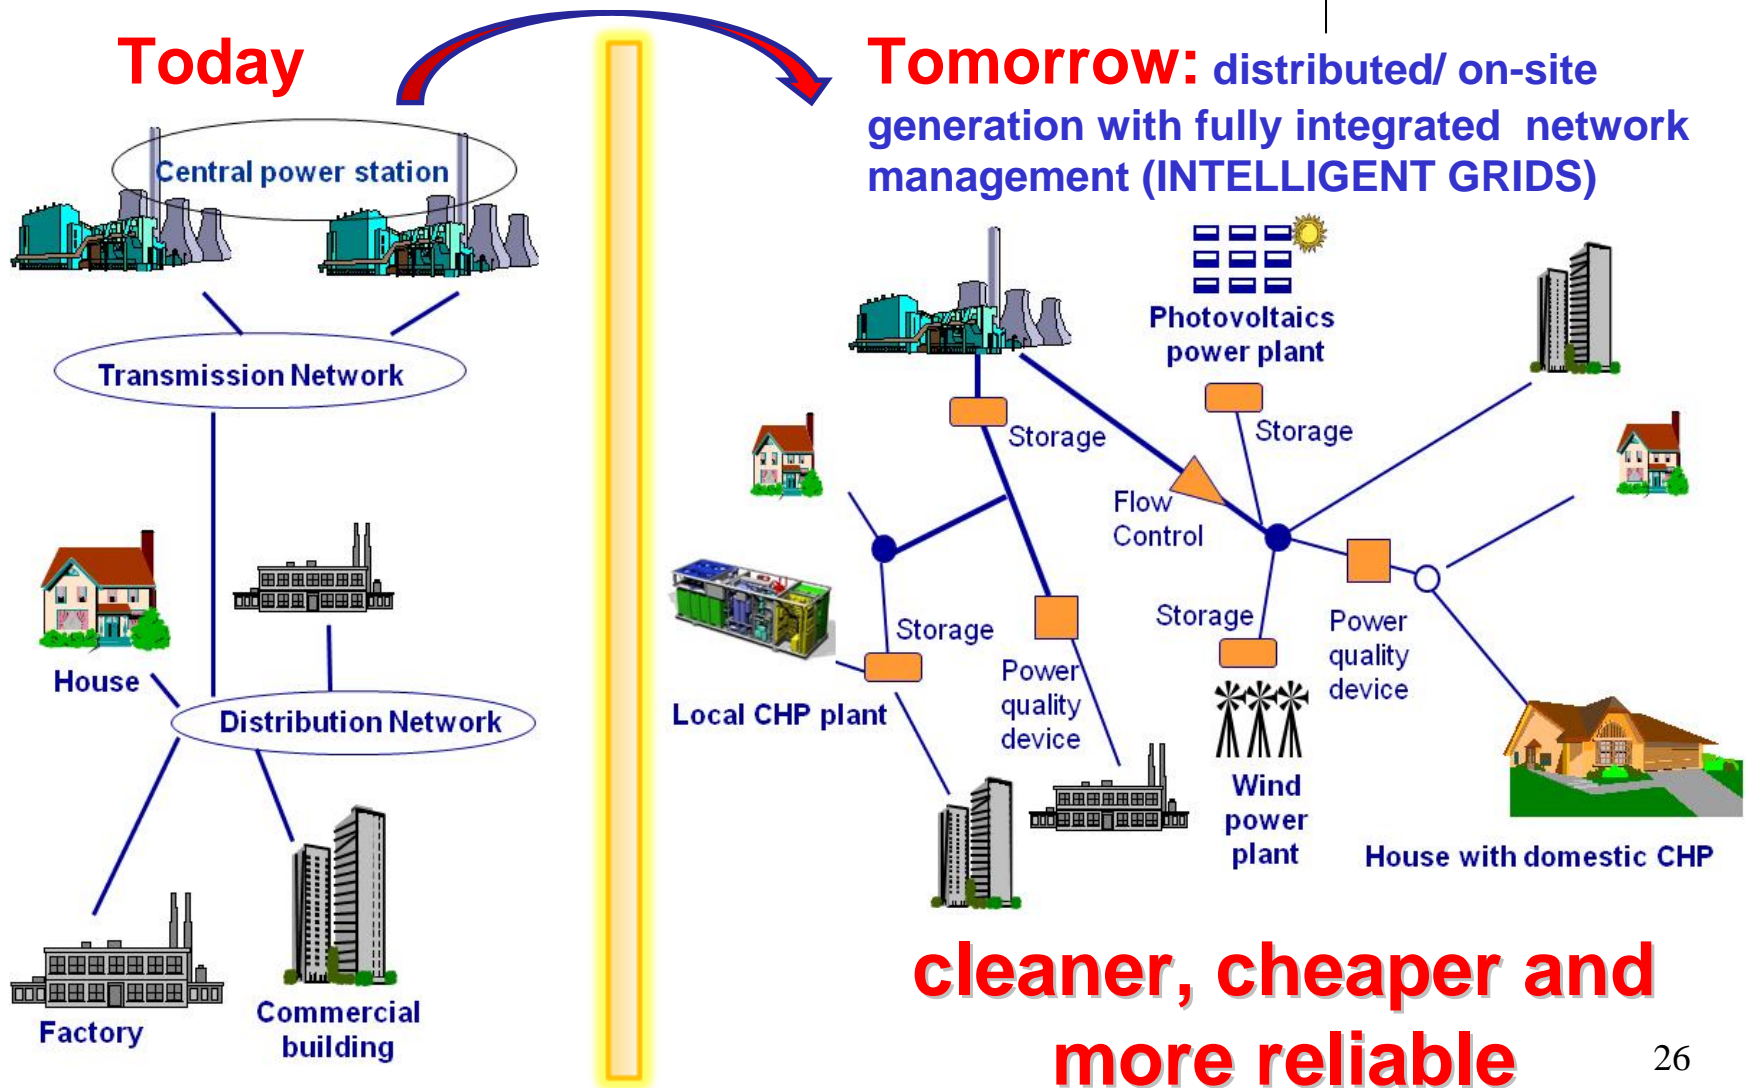 Today
Central power station
Transmission Network
House
Distribution Network
Factory
Commercial
building
Tomorrow: distributed/ on-site
generation with fully integrated network
management (INTELLIGENT GRIDS)
Photovoltaics
power plant
Storage
Storage
Flow
Control
Storage
Storage
Power
quality
device
Power
quality
device
Local CHP plant
Wind
power
plant
House with domestic CHP
cleaner, cheaper and
more reliable
26